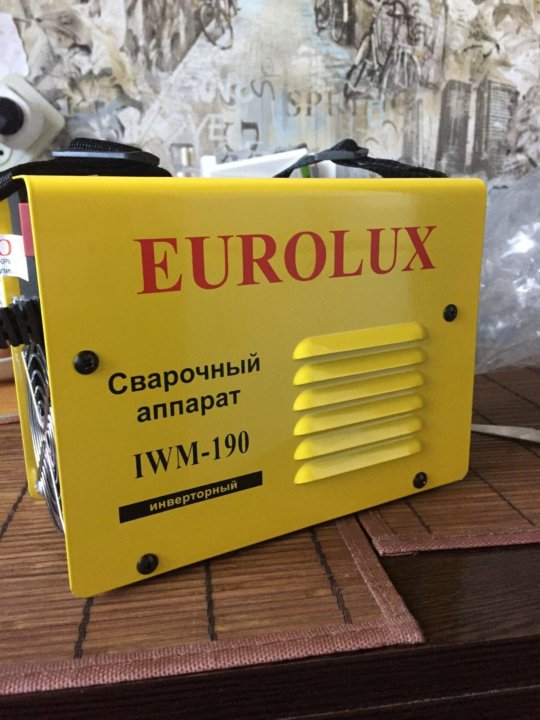 EUROLUX
Сварочный
аппарат
IWM-190
инверторный